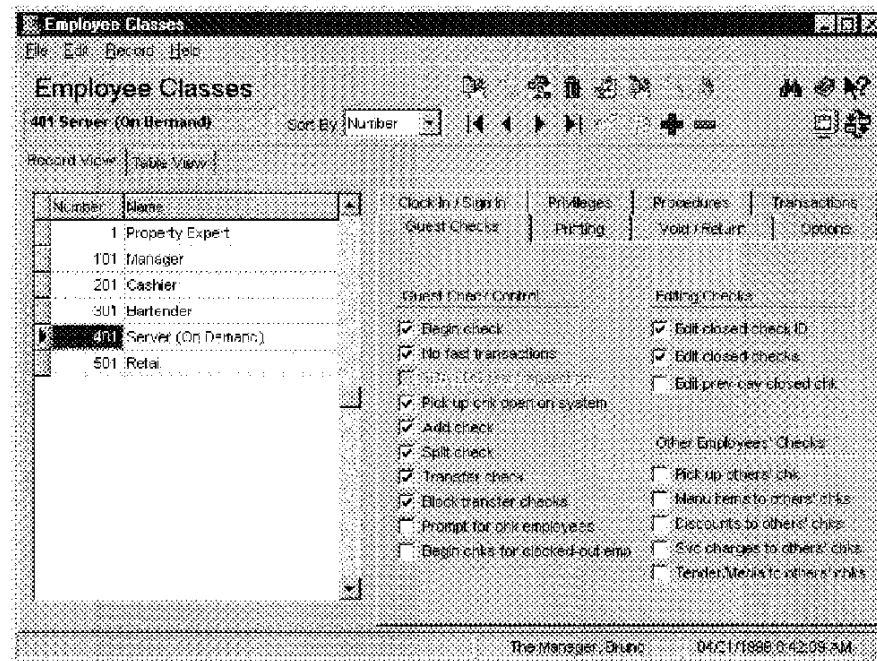 Employee Classes
File Edit Record Help
Employee Classes
401 Server (On Demand)
Sort By Number
Record View Table View
Number Name
1 Property Expert
101 Manager
201 Cashier
301 Bartender
401 Server (On Demand)
501 Retai
Clock In / Sign In Privileges Procedures Transactions
Guest Checks Printing Void / Return Options
Guest Check Control
Begin check
No fast transactions
Pick up chk open on system
Add check
Split check
Transfer check
Block transfer checks
Prompt for chk employees
Begin chks for clocked-out emp
Editing Checks
Edit closed check ID
Edit closed checks
Edit prev day closed chk
Other Employees' Checks
Pick up others' chk
Menu items to others' chks
Discounts to others' chks
Svc charges to others' chks
Tender/Media to others' chks
The Manager, Bruno